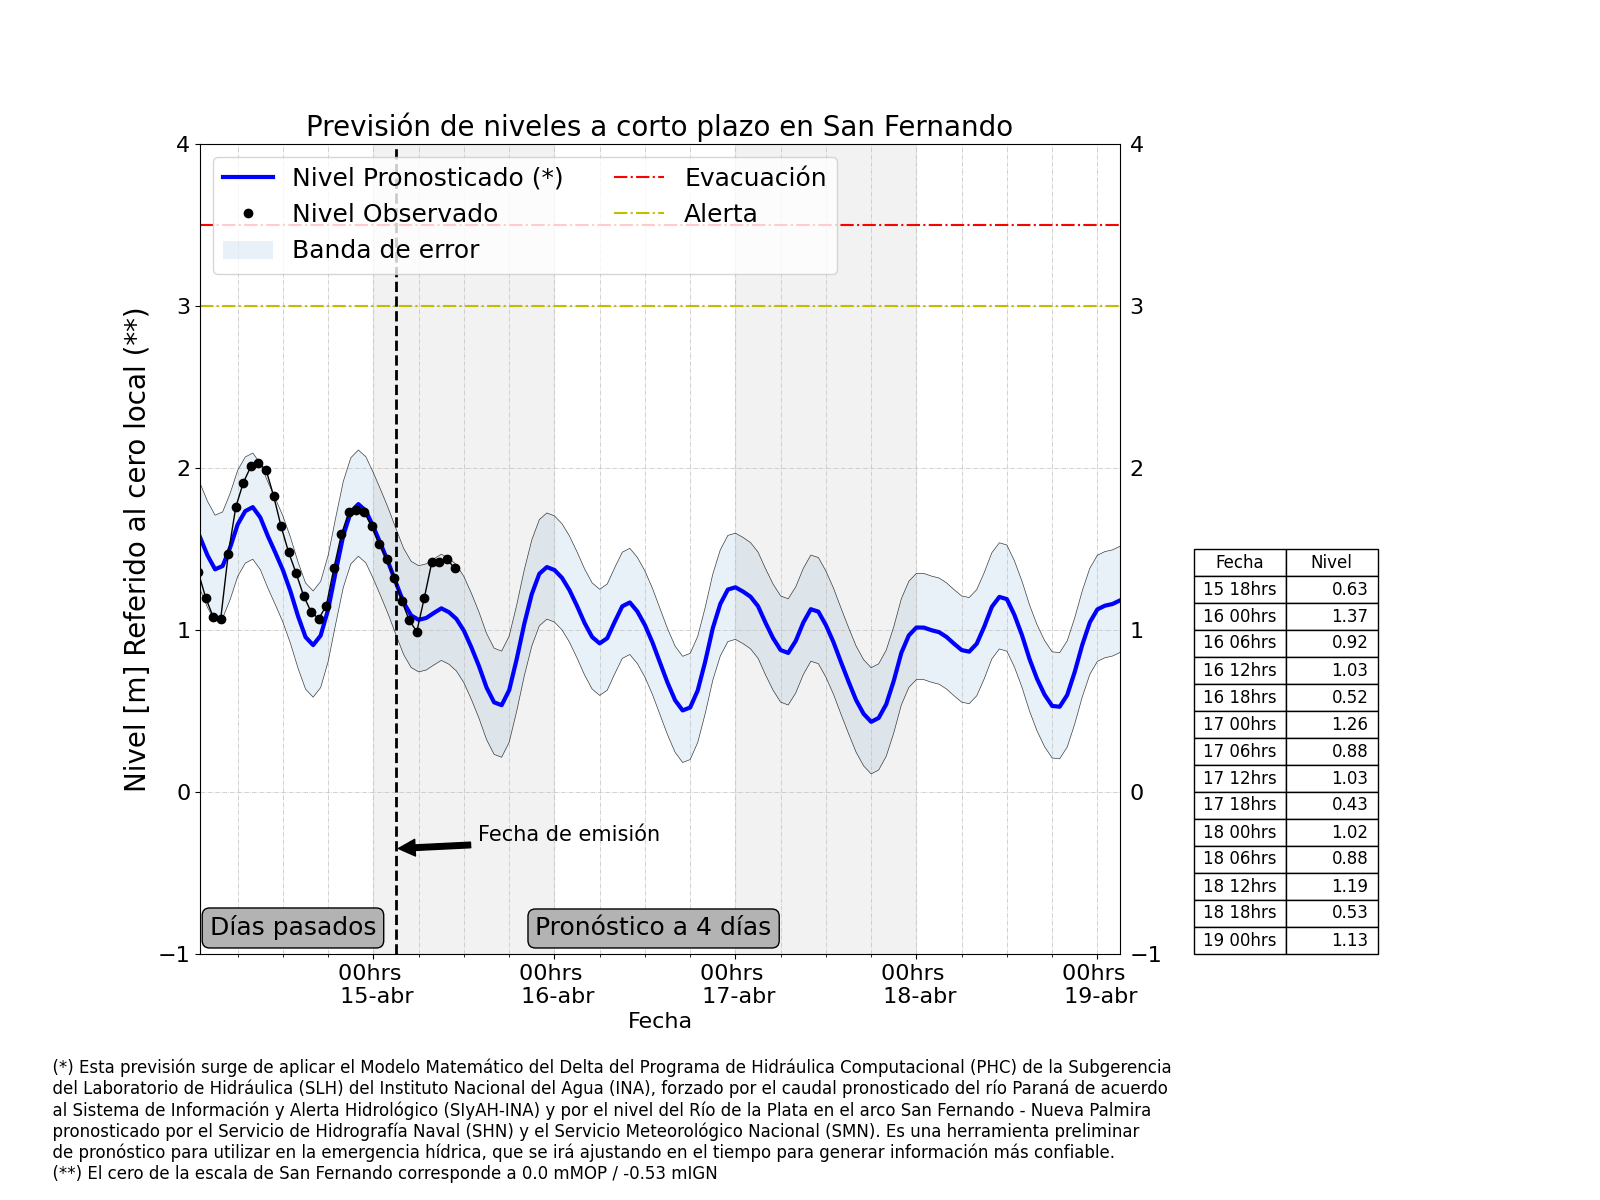 Previsión de niveles a corto plazo en San Fernando
Nivel Pronosticado (*)
Nivel Observado
Banda de error
Evacuación
Alerta
Nivel [m] Referido al cero local (**)
4
3
2
1
0
−1
4
3
2
1
0
−1
Fecha de emisión
Días pasados
Pronóstico a 4 días
00hrs
15-abr
00hrs
16-abr
00hrs
17-abr
00hrs
18-abr
00hrs
19-abr
Fecha
Fecha Nivel
15 18hrs 0.63
16 00hrs 1.37
16 06hrs 0.92
16 12hrs 1.03
16 18hrs 0.52
17 00hrs 1.26
17 06hrs 0.88
17 12hrs 1.03
17 18hrs 0.43
18 00hrs 1.02
18 06hrs 0.88
18 12hrs 1.19
18 18hrs 0.53
19 00hrs 1.13
(*) Esta previsión surge de aplicar el Modelo Matemático del Delta del Programa de Hidráulica Computacional (PHC) de la Subgerencia
del Laboratorio de Hidráulica (SLH) del Instituto Nacional del Agua (INA), forzado por el caudal pronosticado del río Paraná de acuerdo
al Sistema de Información y Alerta Hidrológico (SIyAH-INA) y por el nivel del Río de la Plata en el arco San Fernando - Nueva Palmira
pronosticado por el Servicio de Hidrografía Naval (SHN) y el Servicio Meteorológico Nacional (SMN). Es una herramienta preliminar
de pronóstico para utilizar en la emergencia hídrica, que se irá ajustando en el tiempo para generar información más confiable.
(**) El cero de la escala de San Fernando corresponde a 0.0 mMOP / -0.53 mIGN